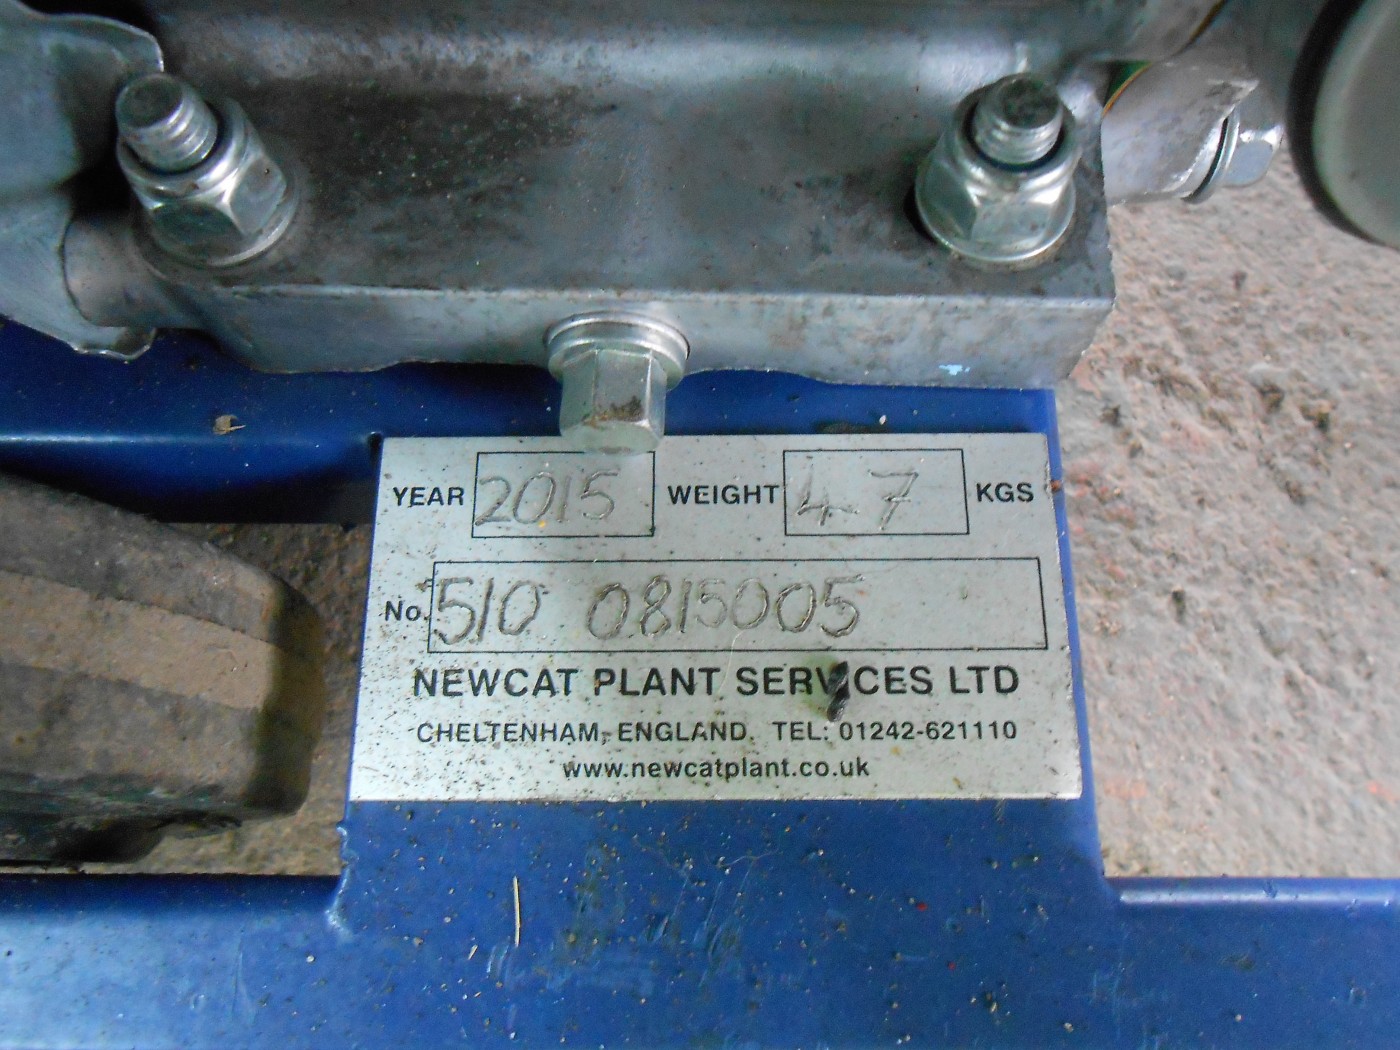 YEAR 2015 WEIGHT 47 KGS
No. 510 0815005
NEWCAT PLANT SERVICES LTD
CHELTENHAM, ENGLAND. TEL: 01242-621110
www.newcatplant.co.uk